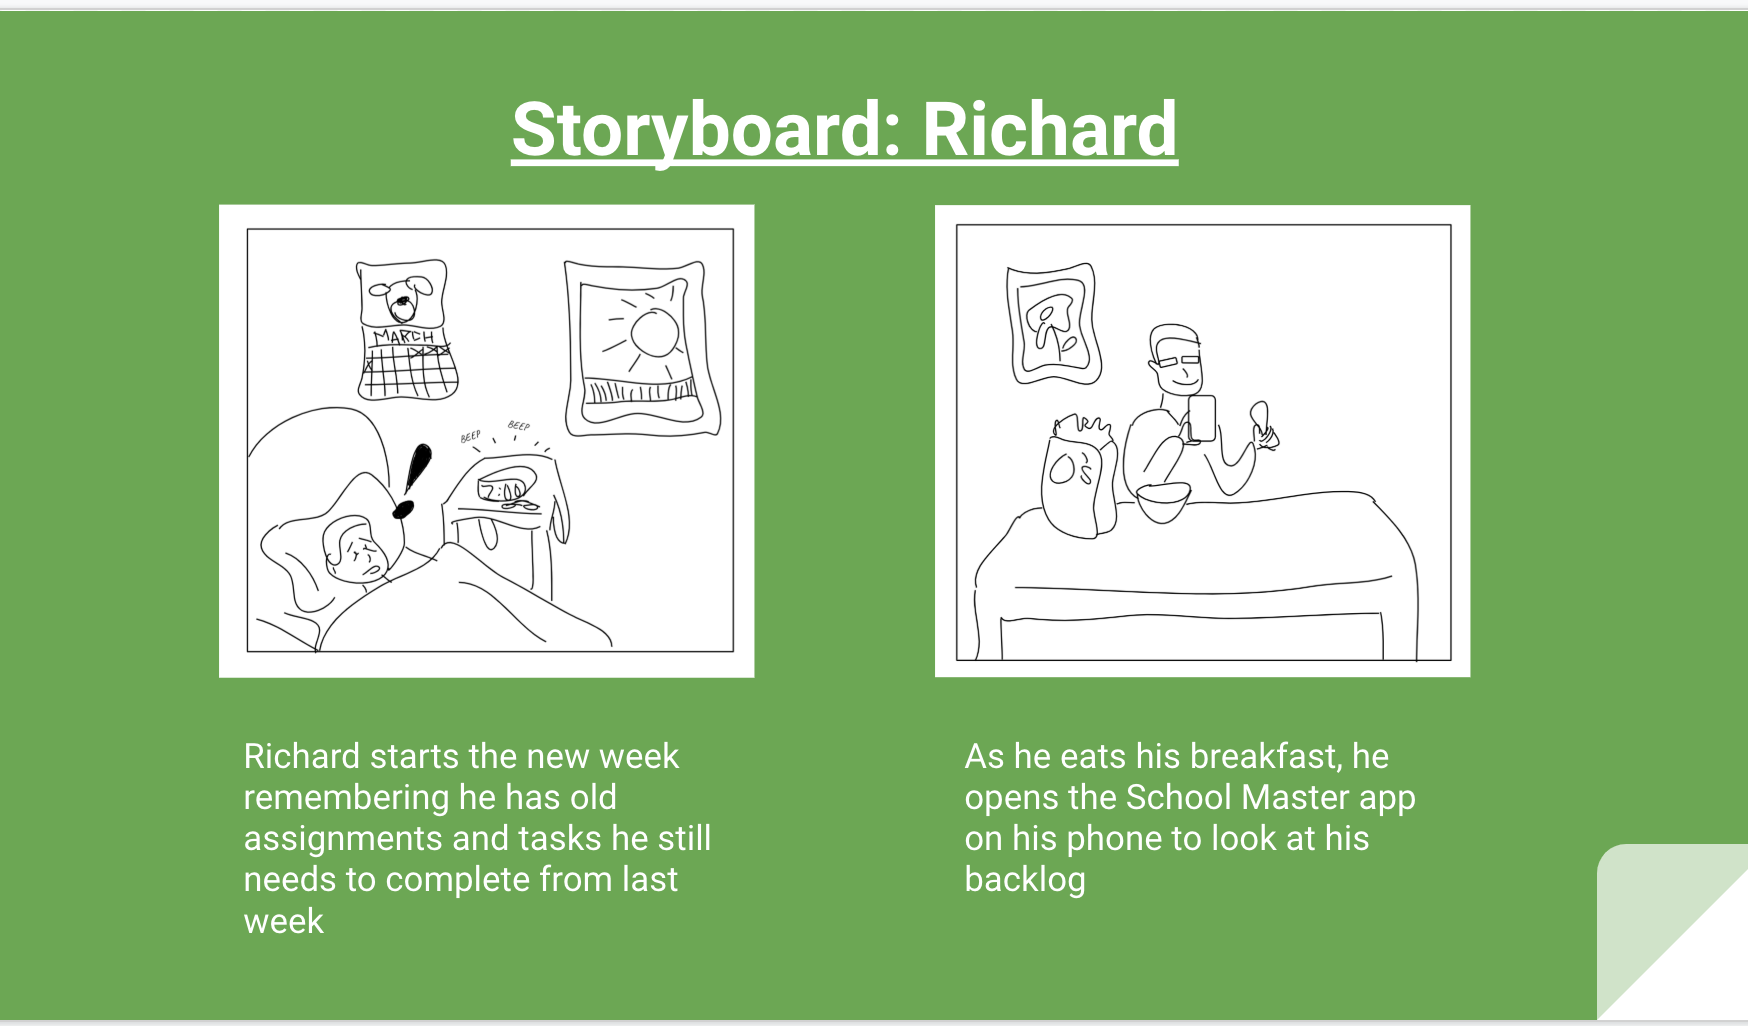 Storyboard: Richard
MARCH
BEEP
BEEP
7:00
Richard starts the new week
remembering he has old
assignments and tasks he still
needs to complete from last
week
As he eats his breakfast, he
opens the School Master app
on his phone to look at his
backlog